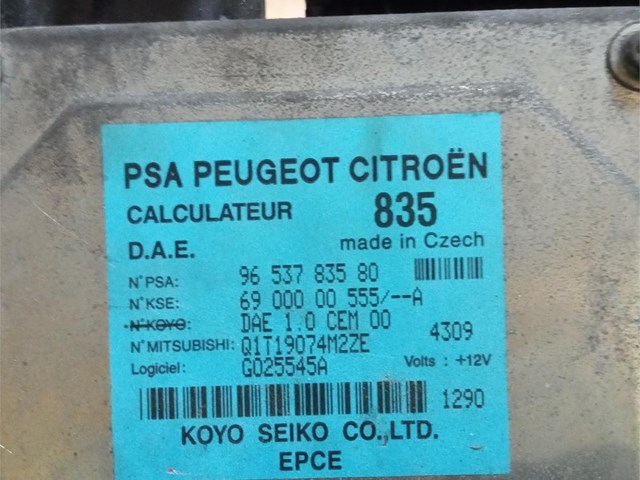 PSA PEUGEOT CITROËN
CALCULATEUR 835
D.A.E. made in Czech
N°PSA: 96 537 835 80
N°KSE: 69 000 00 555/--A
N°KOYO: DAE 1.0 CEM 00
N°MITSUBISHI: Q1T19074M2ZE 4309
Logiciel: G025545A Volts : +12V
1290
KOYO SEIKO CO.,LTD.
EPCE